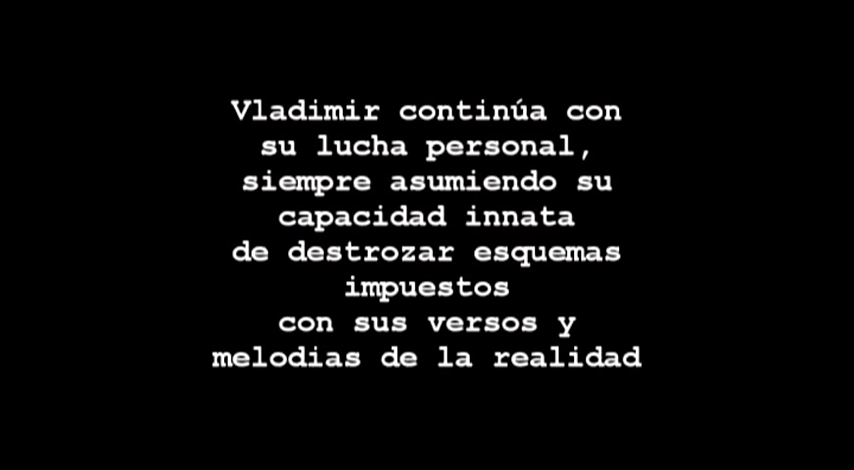 Vladimir continúa con
su lucha personal,
siempre asumiendo su
capacidad innata
de destrozar esquemas
impuestos
con sus versos y
melodias de la realidad